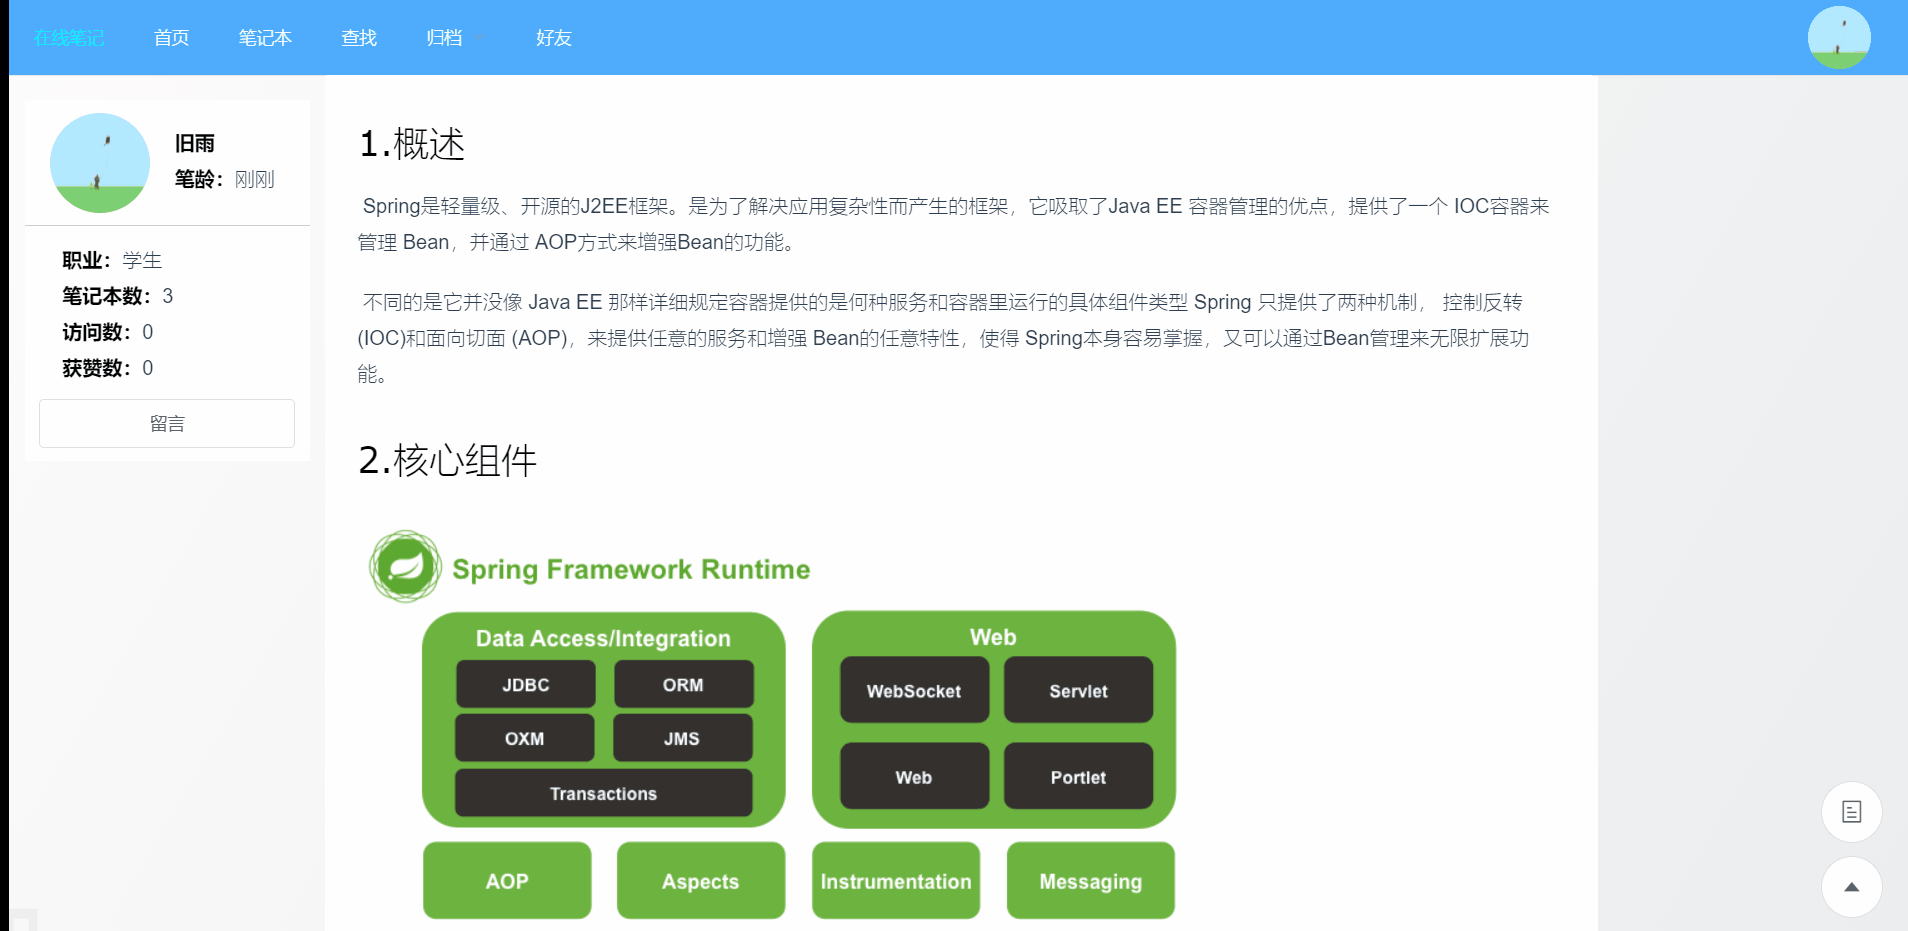 在线笔记 首页 笔记本 查找 归档 好友
旧雨
笔龄：刚刚
职业：学生
笔记本数：3
访问数：0
获赞数：0
留言
1.概述
Spring是轻量级、开源的J2EE框架。是为了解决应用复杂性而产生的框架，它吸取了Java EE 容器管理的优点，提供了一个 IOC容器来
管理 Bean，并通过 AOP方式来增强Bean的功能。
不同的是它并没像 Java EE 那样详细规定容器提供的是何种服务和容器里运行的具体组件类型 Spring 只提供了两种机制， 控制反转
(IOC)和面向切面 (AOP)，来提供任意的服务和增强 Bean的任意特性，使得 Spring本身容易掌握，又可以通过Bean管理来无限扩展功
能。
2.核心组件
Spring Framework Runtime
Data Access/Integration
JDBC ORM
OXM JMS
Transactions
Web
WebSocket Servlet
Web Portlet
AOP Aspects Instrumentation Messaging